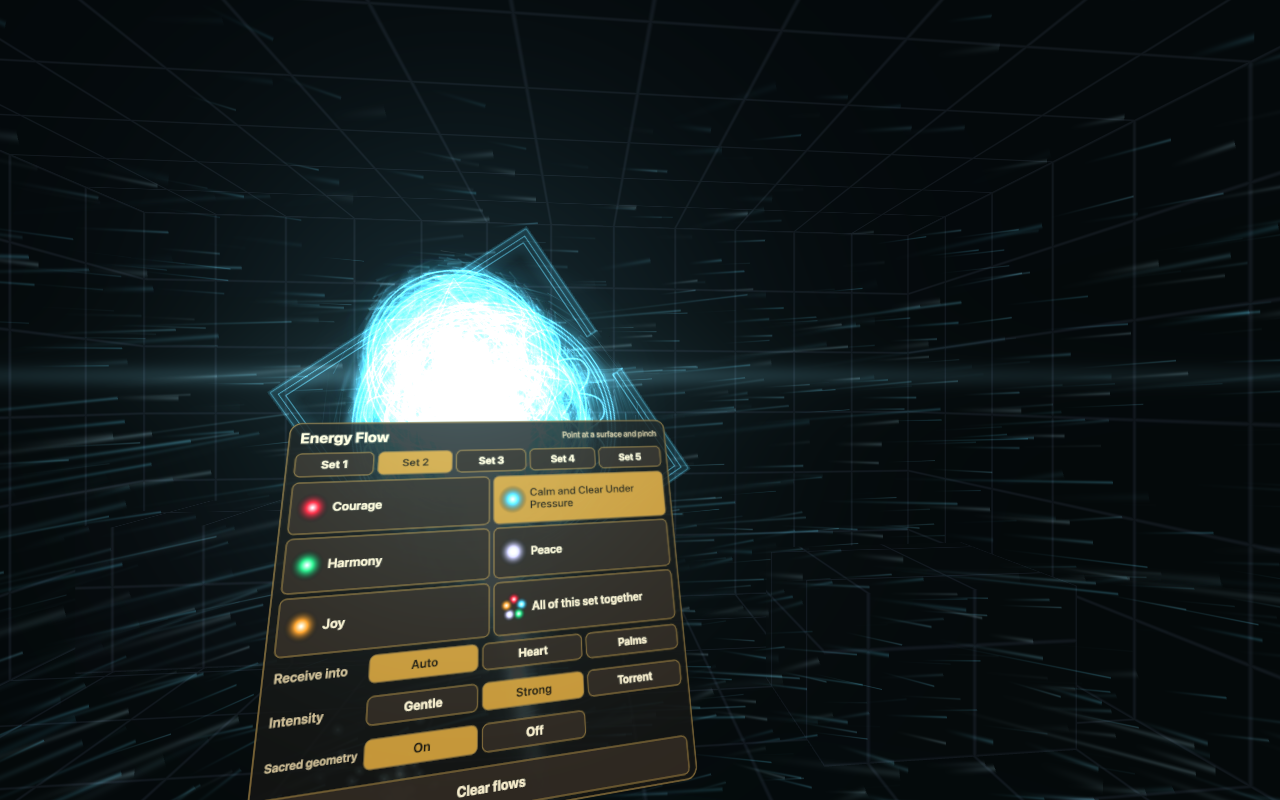 Energy Flow
Point at a surface and pinch
Set 1
Set 2
Set 3
Set 4
Set 5
Courage
Calm and Clear Under
Pressure
Harmony
Peace
Joy
All of this set together
Receive into
Auto
Heart
Palms
Intensity
Gentle
Strong
Torrent
Sacred geometry
On
Off
Clear flows